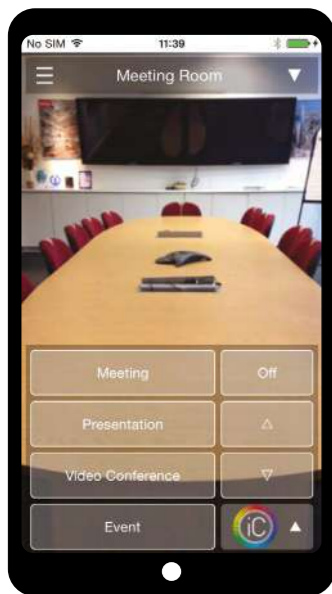 No SIM 11:39
Meeting Room ▼
Meeting Off
Presentation △
Video Conference ▽
Event iC ▲